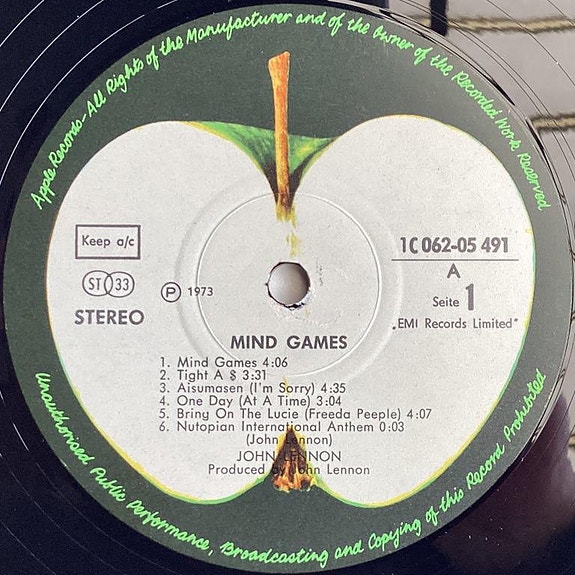 Apple Records-All Rights of the Manufacturer and of the Owner of the Recorded Work Reserved
Keep a/c
1C 062-05 491
ST 33
A
STEREO
℗ 1973
Seite 1
„EMI Records Limited"
MIND GAMES
1. Mind Games 4:06
2. Tight A $ 3:31
3. Aisumasen (I'm Sorry) 4:35
4. One Day (At A Time) 3:04
5. Bring On The Lucie (Freeda Peeple) 4:07
6. Nutopian International Anthem 0:03
(John Lennon)
JOHN LENNON
Produced by John Lennon
Unauthorised Public Performance, Broadcasting and Copying of this Record Prohibited